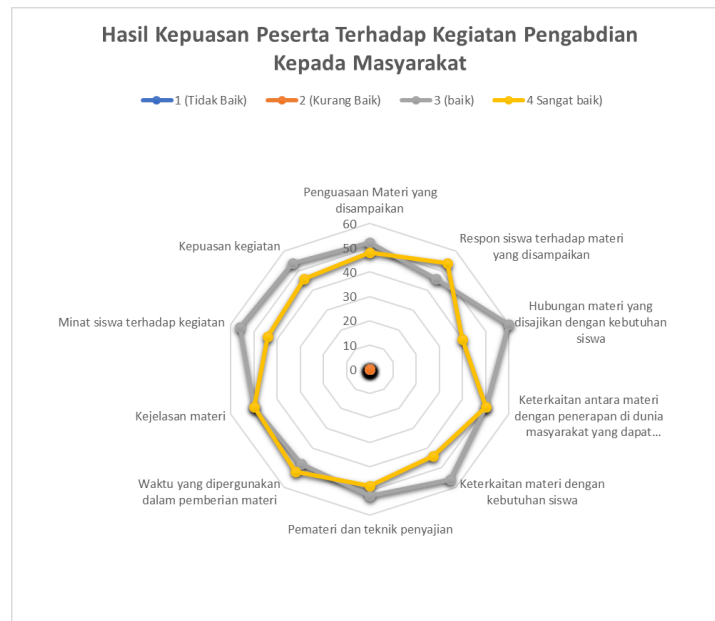 Hasil Kepuasan Peserta Terhadap Kegiatan Pengabdian
Kepada Masyarakat
1 (Tidak Baik) 2 (Kurang Baik) 3 (baik) 4 Sangat baik)
Penguasaan Materi yang
disampaikan
Respon siswa terhadap materi
yang disampaikan
Hubungan materi yang
disajikan dengan kebutuhan
siswa
Keterkaitan antara materi
dengan penerapan di dunia
masyarakat yang dapat…
Keterkaitan materi dengan
kebutuhan siswa
Pemateri dan teknik penyajian
Waktu yang dipergunakan
dalam pemberian materi
Kejelasan materi
Minat siswa terhadap kegiatan
Kepuasan kegiatan
60
50
40
30
20
10
0